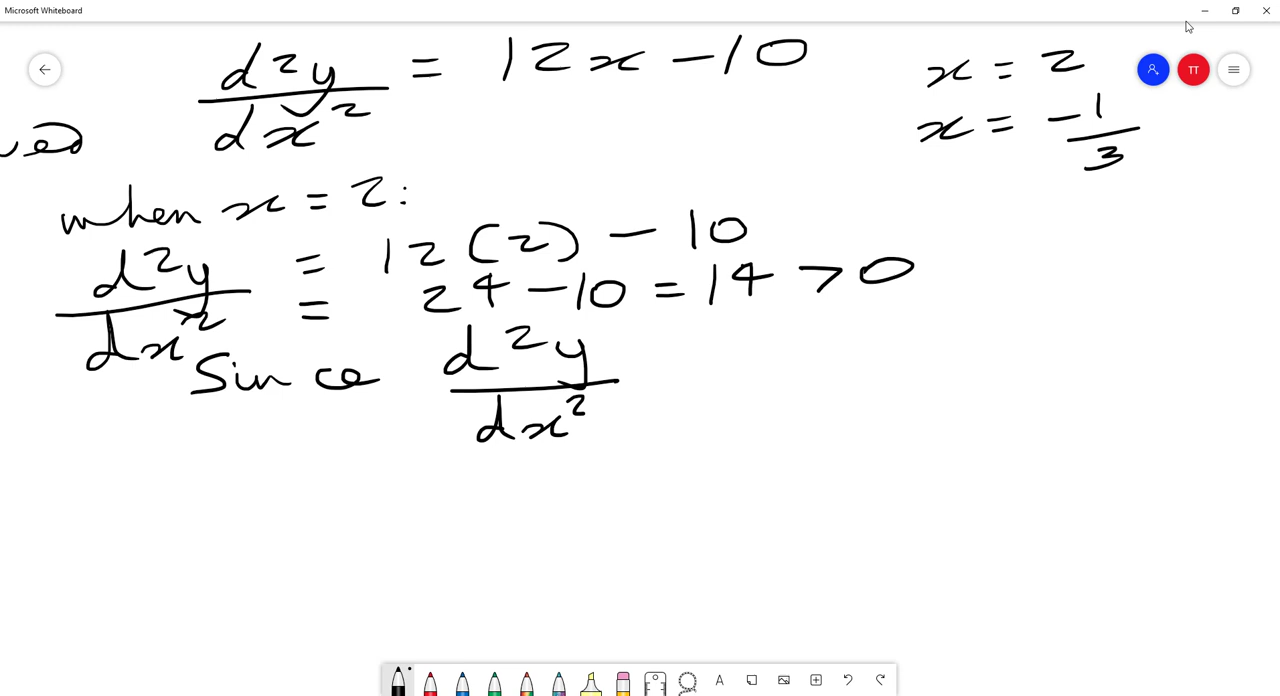 Microsoft Whiteboard
d²y/dx² = 12x - 10
x = 2
x = -1/3
TT
when x = 2:
d²y/dx² = 12(2) - 10
= 24 - 10 = 14 > 0
Since d²y/dx²
A